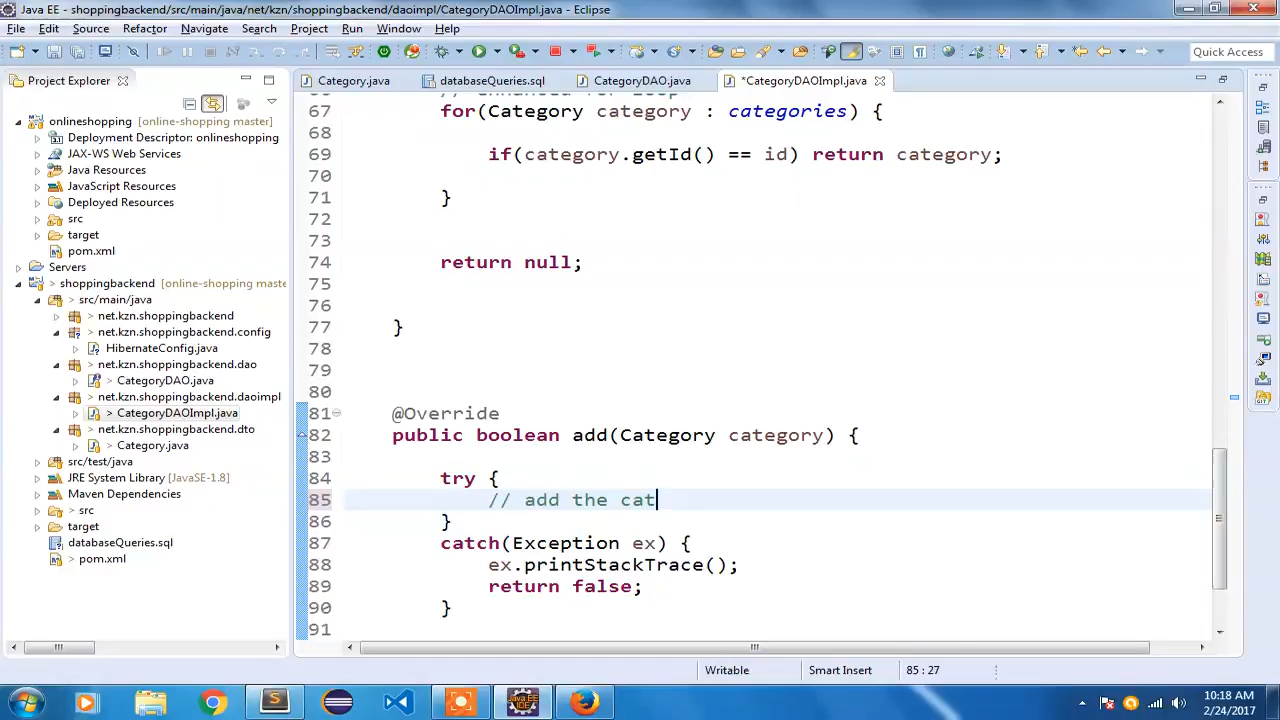 Java EE - shoppingbackend/src/main/java/net/kzn/shoppingbackend/daoimpl/CategoryDAOImpl.java - Eclipse
File Edit Source Refactor Navigate Search Project Run Window Help
Quick Access
Project Explorer
Category.java
databaseQueries.sql
CategoryDAO.java
*CategoryDAOImpl.java
onlineshopping [online-shopping master]
Deployment Descriptor: onlineshopping
JAX-WS Web Services
Java Resources
JavaScript Resources
Deployed Resources
src
target
pom.xml
Servers
> shoppingbackend [online-shopping maste
> src/main/java
> net.kzn.shoppingbackend
> net.kzn.shoppingbackend.config
HibernateConfig.java
> net.kzn.shoppingbackend.dao
> CategoryDAO.java
> net.kzn.shoppingbackend.daoimpl
> CategoryDAOImpl.java
> net.kzn.shoppingbackend.dto
> Category.java
> src/test/java
JRE System Library [JavaSE-1.8]
Maven Dependencies
> src
target
databaseQueries.sql
> pom.xml
// enhanced for loop
67 for(Category category : categories) {
68
69 if(category.getId() == id) return category;
70
71 }
72
73
74 return null;
75
76
77 }
78
79
80
81 @Override
82 public boolean add(Category category) {
83
84 try {
85 // add the cat
86 }
87 catch(Exception ex) {
88 ex.printStackTrace();
89 return false;
90 }
91
Writable
Smart Insert
85 : 27
10:18 AM
2/24/2017